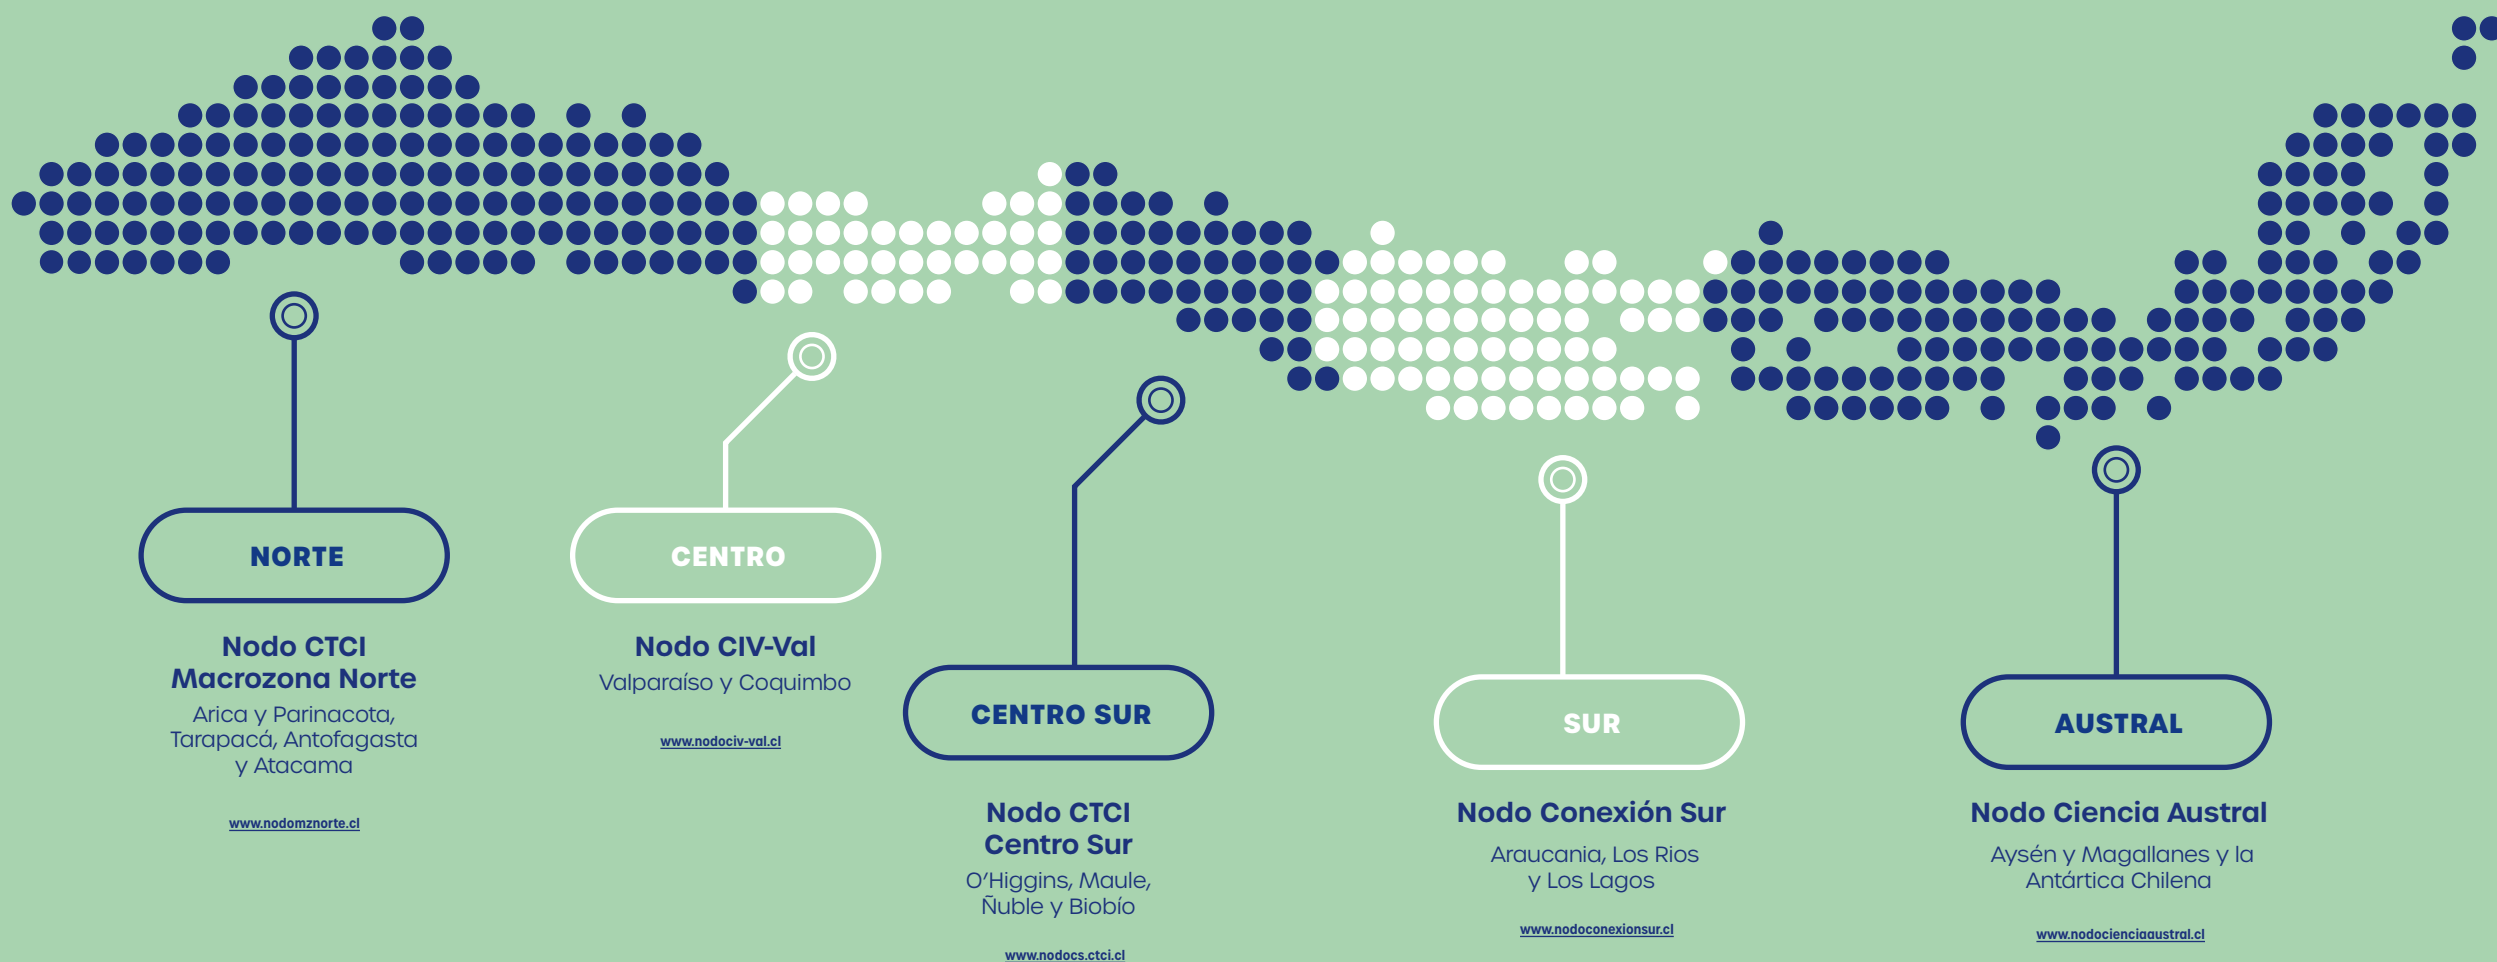 NORTE
Nodo CTCI
Macrozona Norte
Arica y Parinacota,
Tarapacá, Antofagasta
y Atacama
www.nodomznorte.cl
CENTRO
Nodo CIV-Val
Valparaíso y Coquimbo
www.nodociv-val.cl
CENTRO SUR
Nodo CTCI
Centro Sur
O'Higgins, Maule,
Ñuble y Biobío
www.nodocs.ctci.cl
SUR
Nodo Conexión Sur
Araucania, Los Rios
y Los Lagos
www.nodoconexionsur.cl
AUSTRAL
Nodo Ciencia Austral
Aysén y Magallanes y la
Antártica Chilena
www.nodocienciaaustral.cl